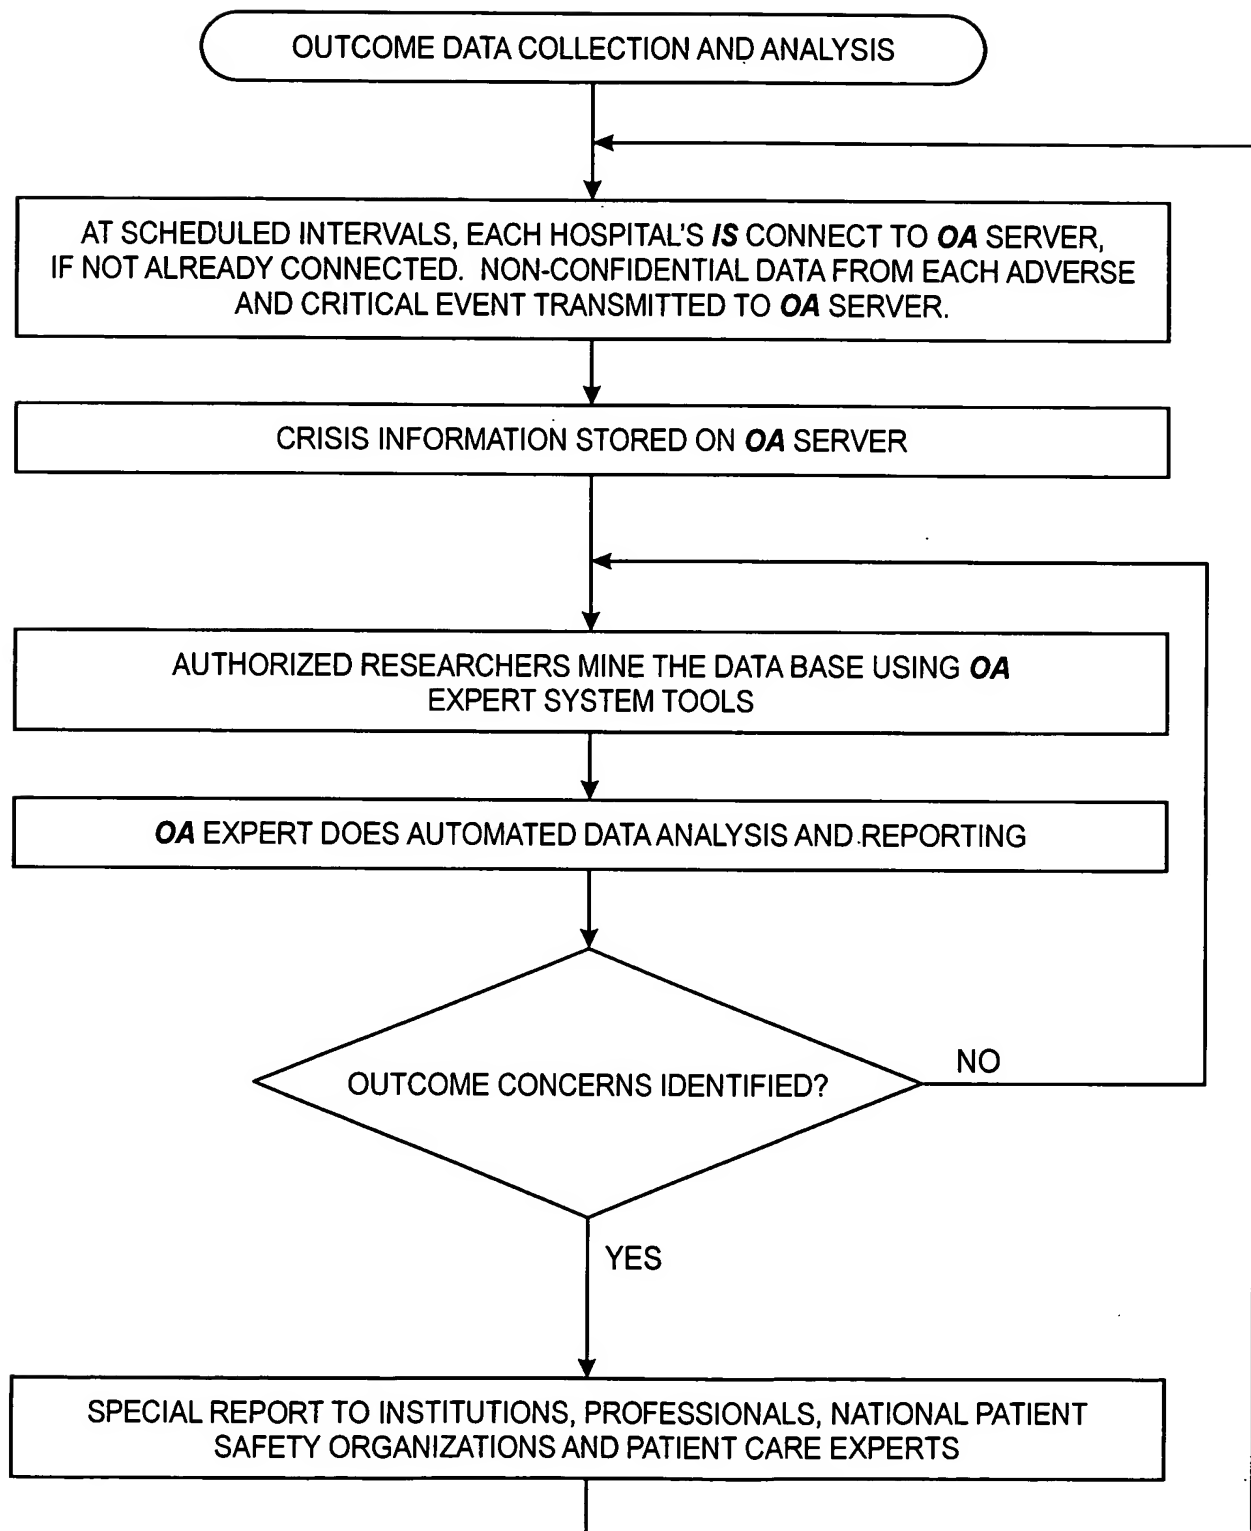 OUTCOME DATA COLLECTION AND ANALYSIS
AT SCHEDULED INTERVALS, EACH HOSPITAL'S IS CONNECT TO OA SERVER,
IF NOT ALREADY CONNECTED. NON-CONFIDENTIAL DATA FROM EACH ADVERSE
AND CRITICAL EVENT TRANSMITTED TO OA SERVER.
CRISIS INFORMATION STORED ON OA SERVER
AUTHORIZED RESEARCHERS MINE THE DATA BASE USING OA
EXPERT SYSTEM TOOLS
OA EXPERT DOES AUTOMATED DATA ANALYSIS AND REPORTING
OUTCOME CONCERNS IDENTIFIED?
NO
YES
SPECIAL REPORT TO INSTITUTIONS, PROFESSIONALS, NATIONAL PATIENT
SAFETY ORGANIZATIONS AND PATIENT CARE EXPERTS